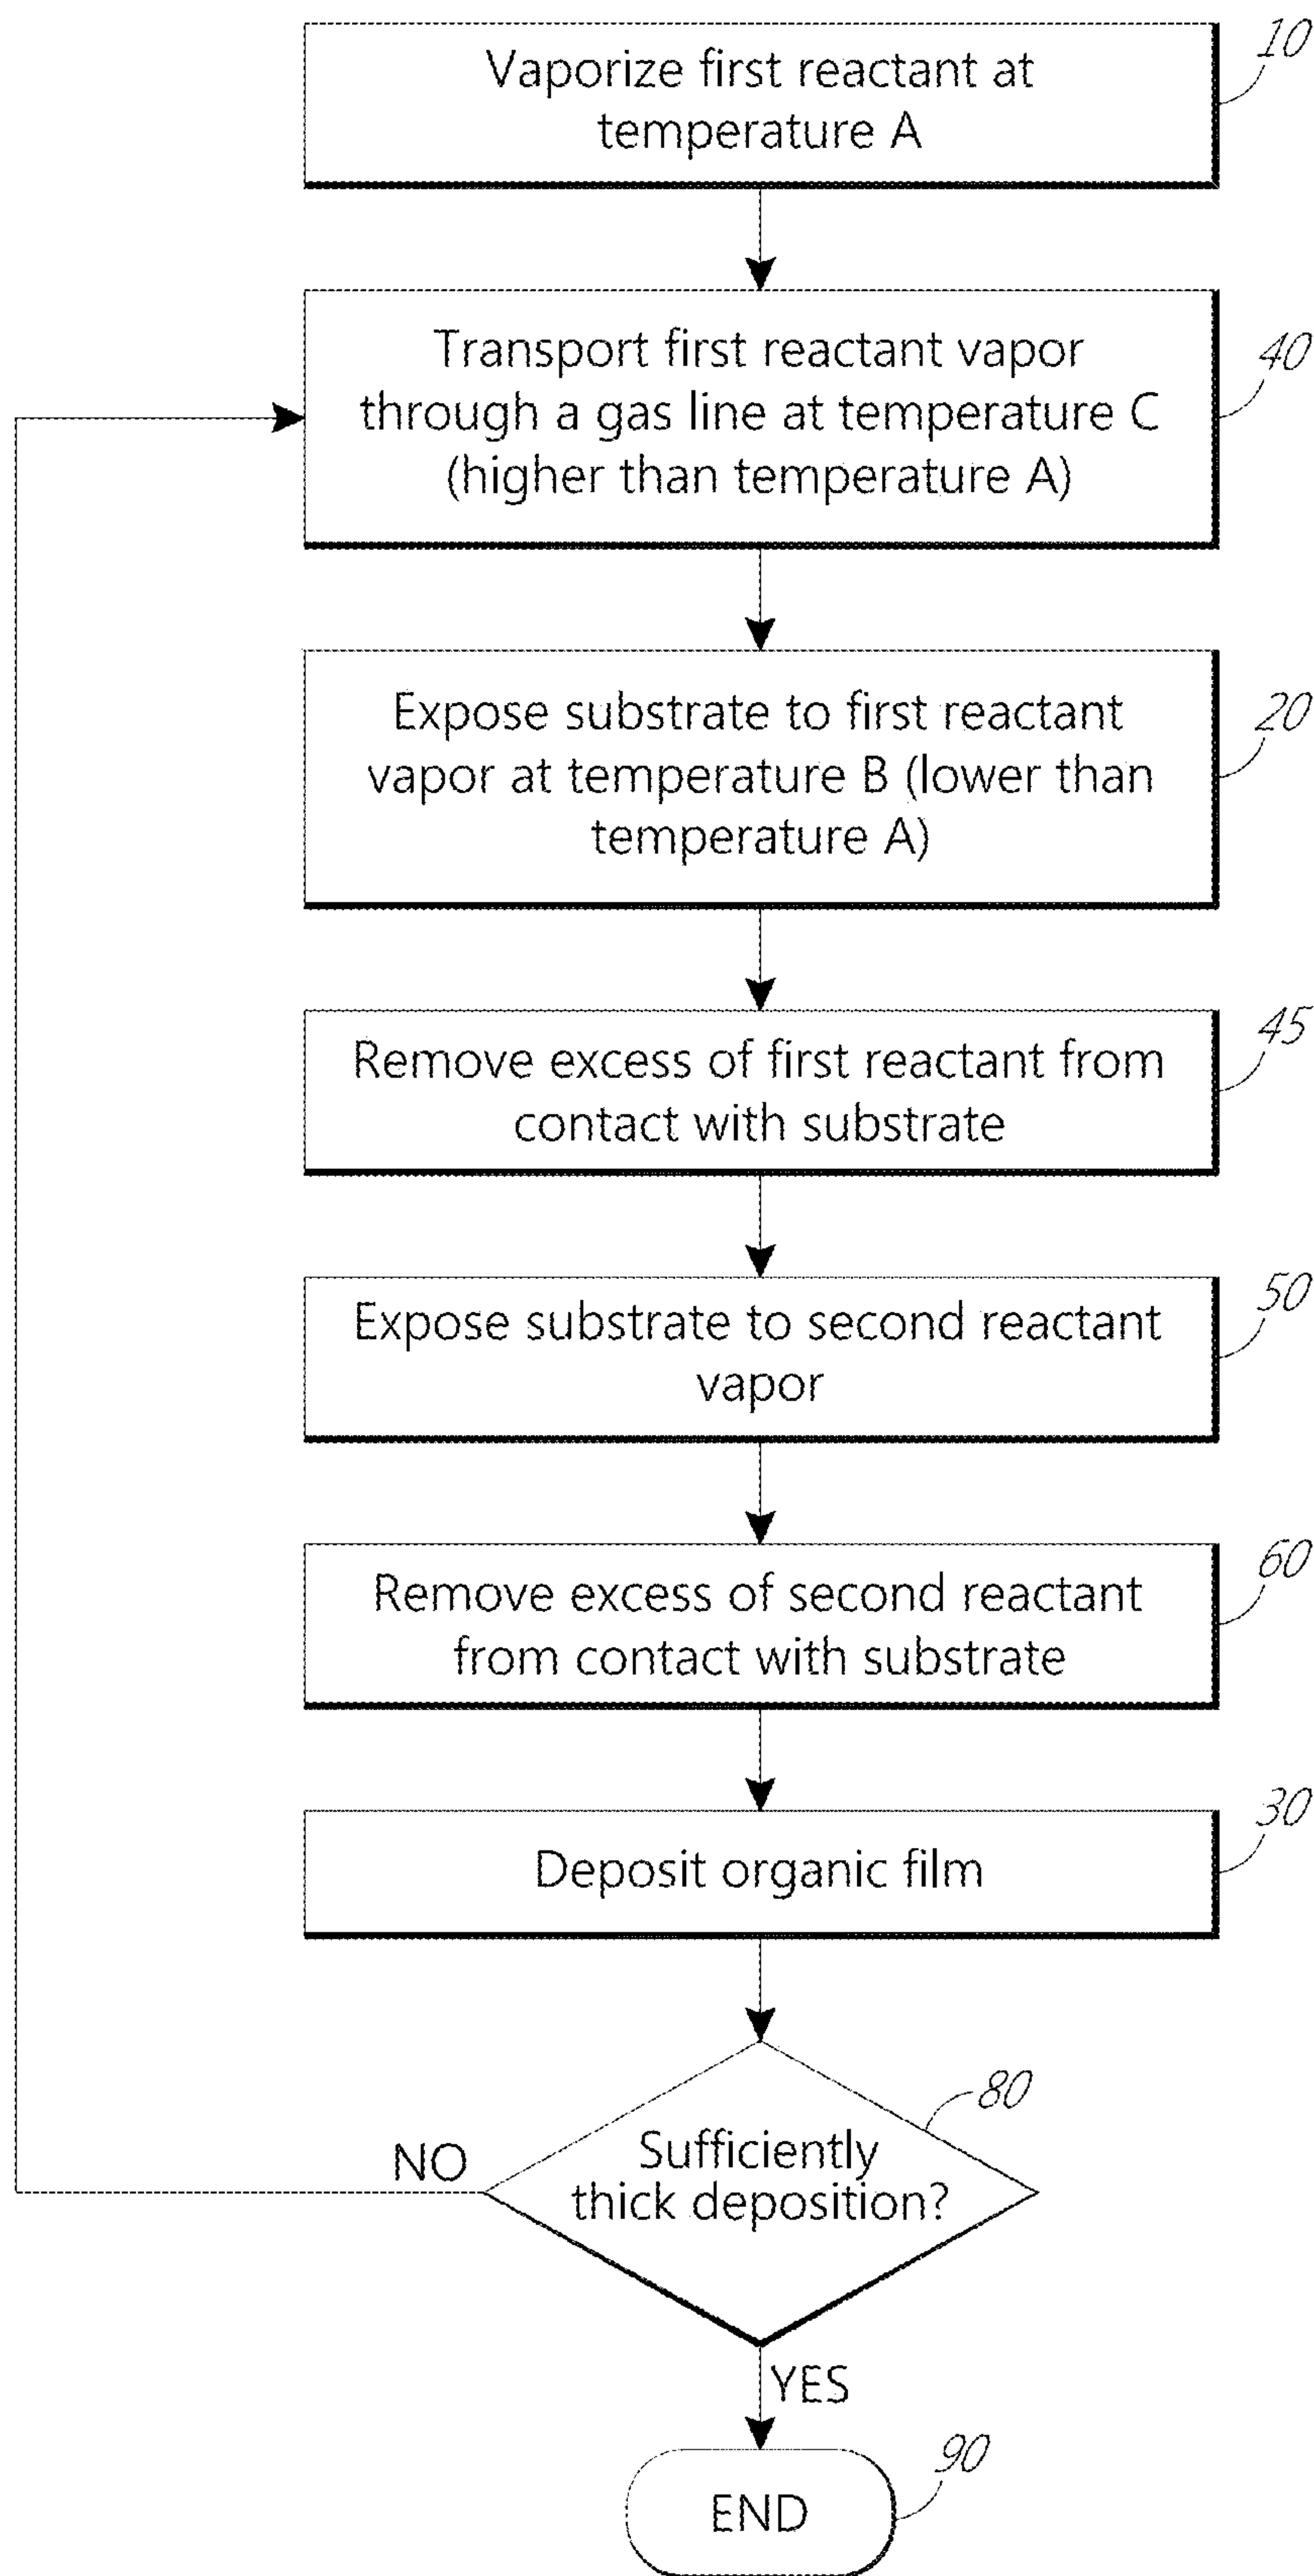 10
Vaporize first reactant at
temperature A
Transport first reactant vapor
through a gas line at temperature C
(higher than temperature A)
40
Expose substrate to first reactant
vapor at temperature B (lower than
temperature A)
20
Remove excess of first reactant from
contact with substrate
45
Expose substrate to second reactant
vapor
50
Remove excess of second reactant
from contact with substrate
60
Deposit organic film
30
80
Sufficiently
thick deposition?
NO
YES
END
90